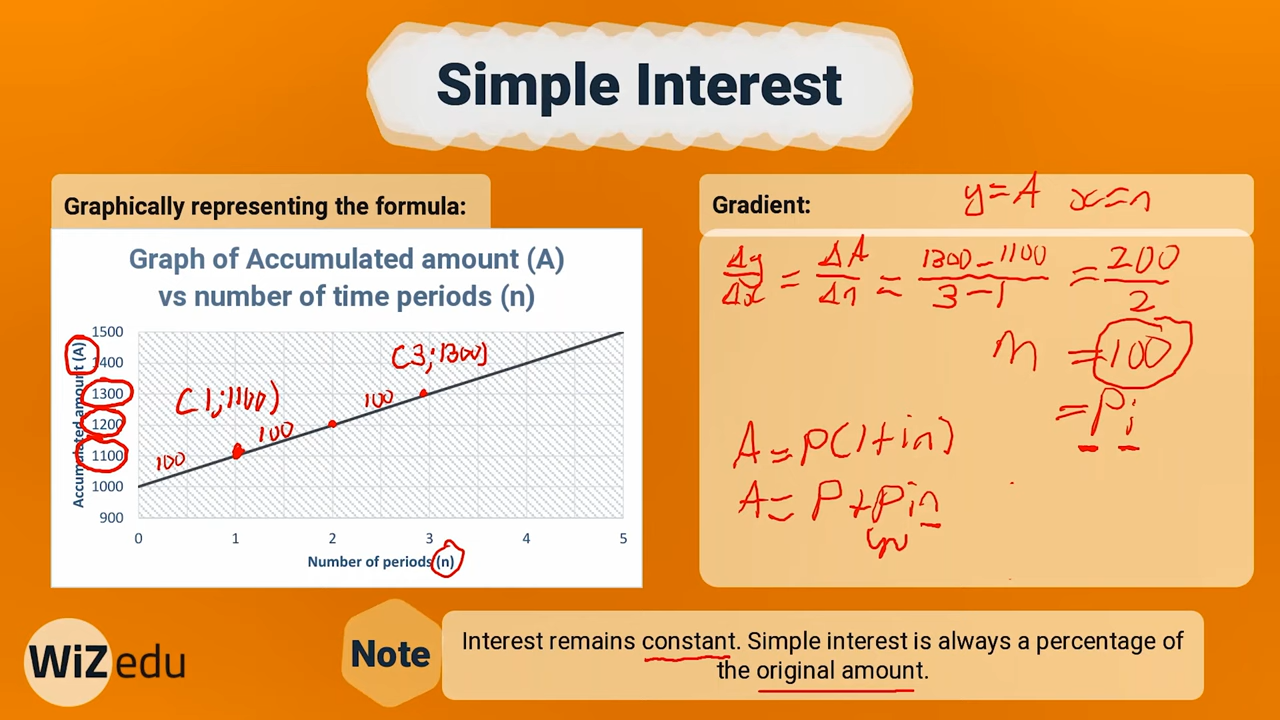 Simple Interest
Graphically representing the formula:
Graph of Accumulated amount (A)
vs number of time periods (n)
Accumulated amount (A)
1500
1400
1300
1200
1100
1000
900
0 1 2 3 4 5
Number of periods (n)
(1;1100)
(3;1300)
100
100
100
Gradient:
y=A x=n
Δy/Δx = ΔA/Δn = 1300-1100/3-1 = 200/2
m = 100
= Pi
A = P(1+in)
A = P+Pin
m
WiZedu
Note
Interest remains constant. Simple interest is always a percentage of
the original amount.